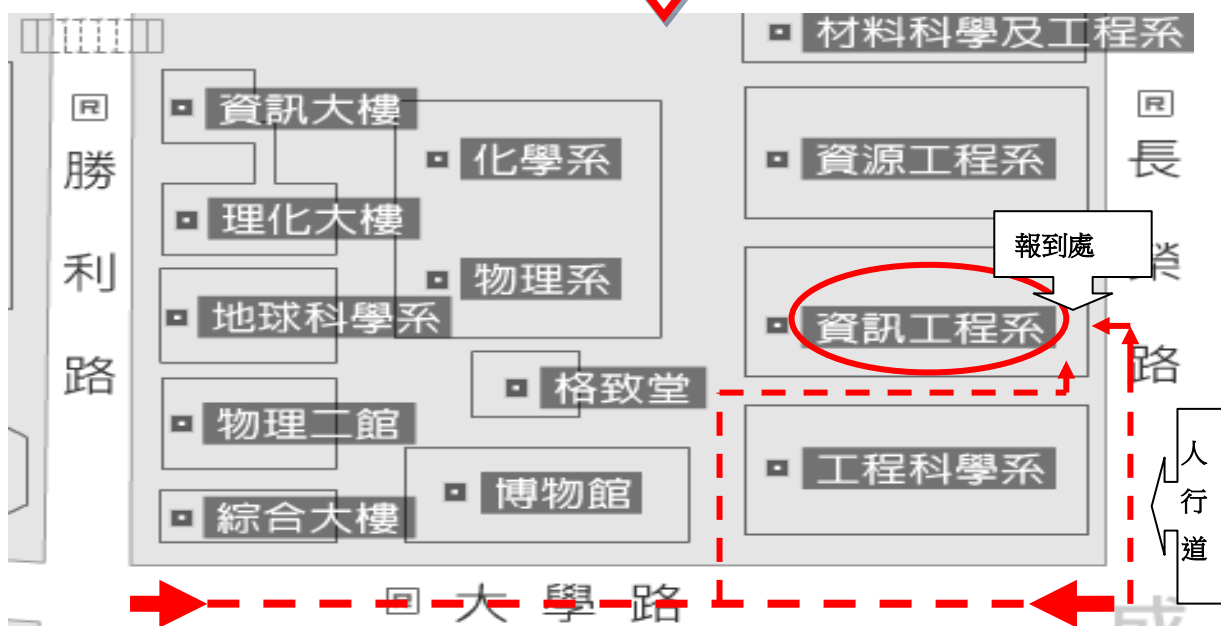 材料科學及工程系
R
資訊大樓
R
化學系
資源工程系
勝利路
長榮路
理化大樓
報到處
物理系
地球科學系
資訊工程系
格致堂
物理二館
工程科學系
人行道
博物館
綜合大樓
R
大學路
成